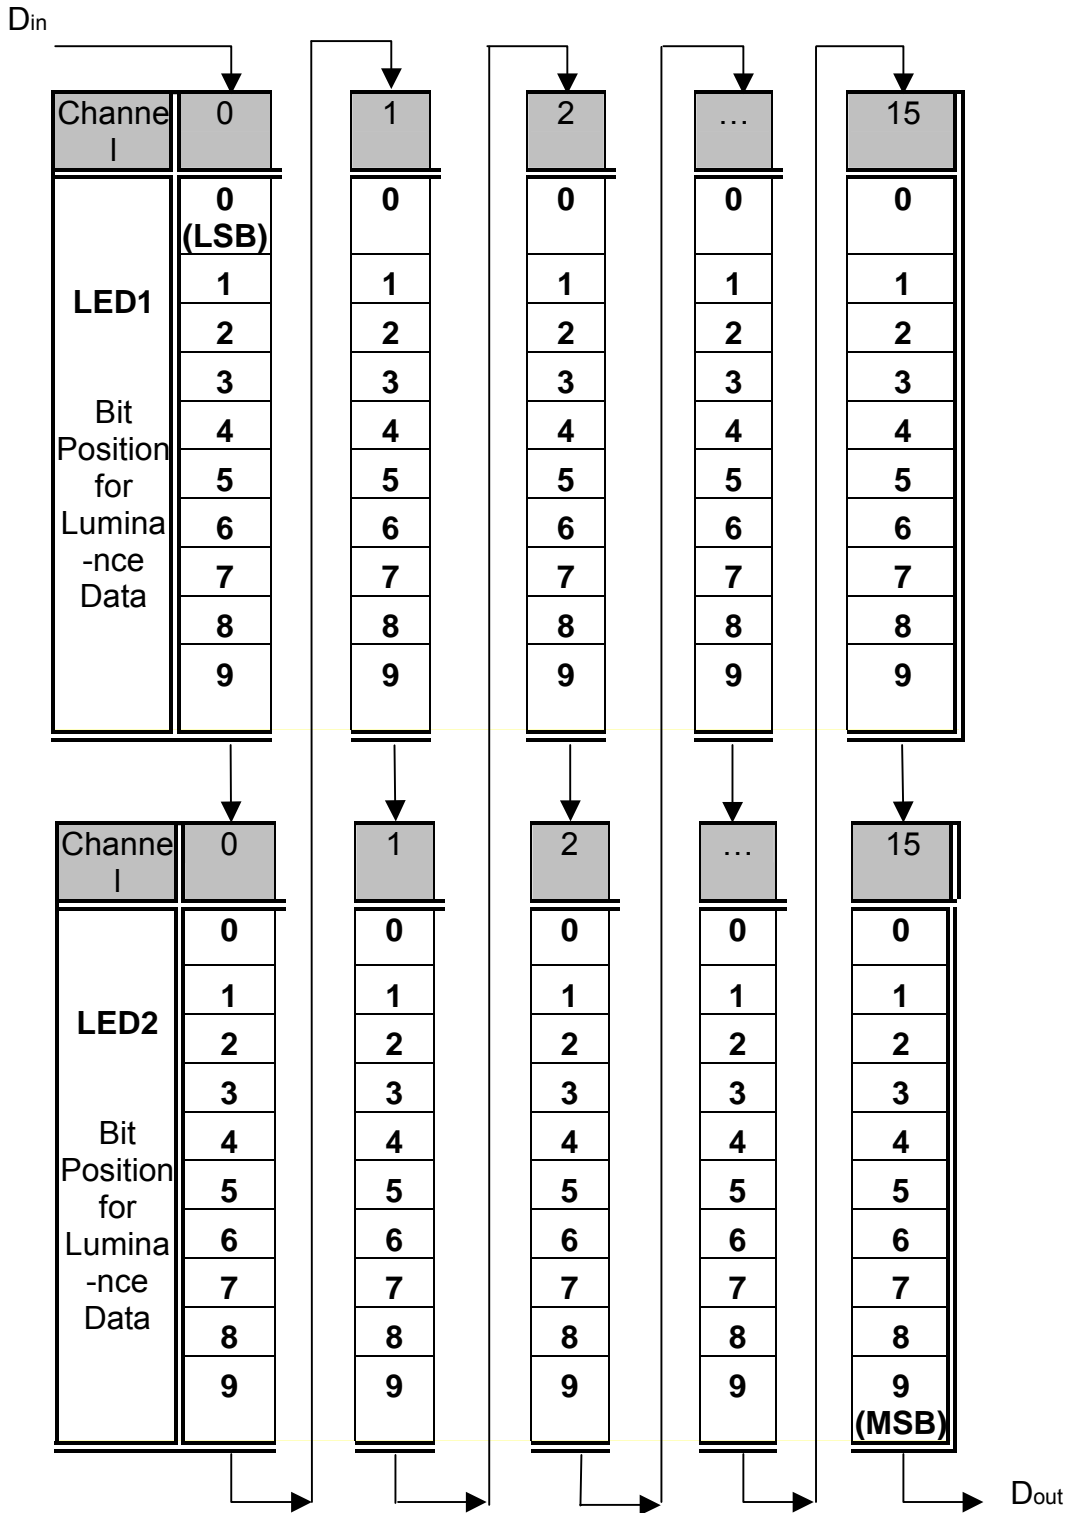 Din
Channe
l
0 1 2 … 15
LED1
Bit
Position
for
Lumina
-nce
Data
0
(LSB)
0 0 0 0
1 1 1 1 1
2 2 2 2 2
3 3 3 3 3
4 4 4 4 4
5 5 5 5 5
6 6 6 6 6
7 7 7 7 7
8 8 8 8 8
9 9 9 9 9
Channe
l
0 1 2 … 15
LED2
Bit
Position
for
Lumina
-nce
Data
0 0 0 0 0
1 1 1 1 1
2 2 2 2 2
3 3 3 3 3
4 4 4 4 4
5 5 5 5 5
6 6 6 6 6
7 7 7 7 7
8 8 8 8 8
9 9 9 9 9
(MSB)
Dout